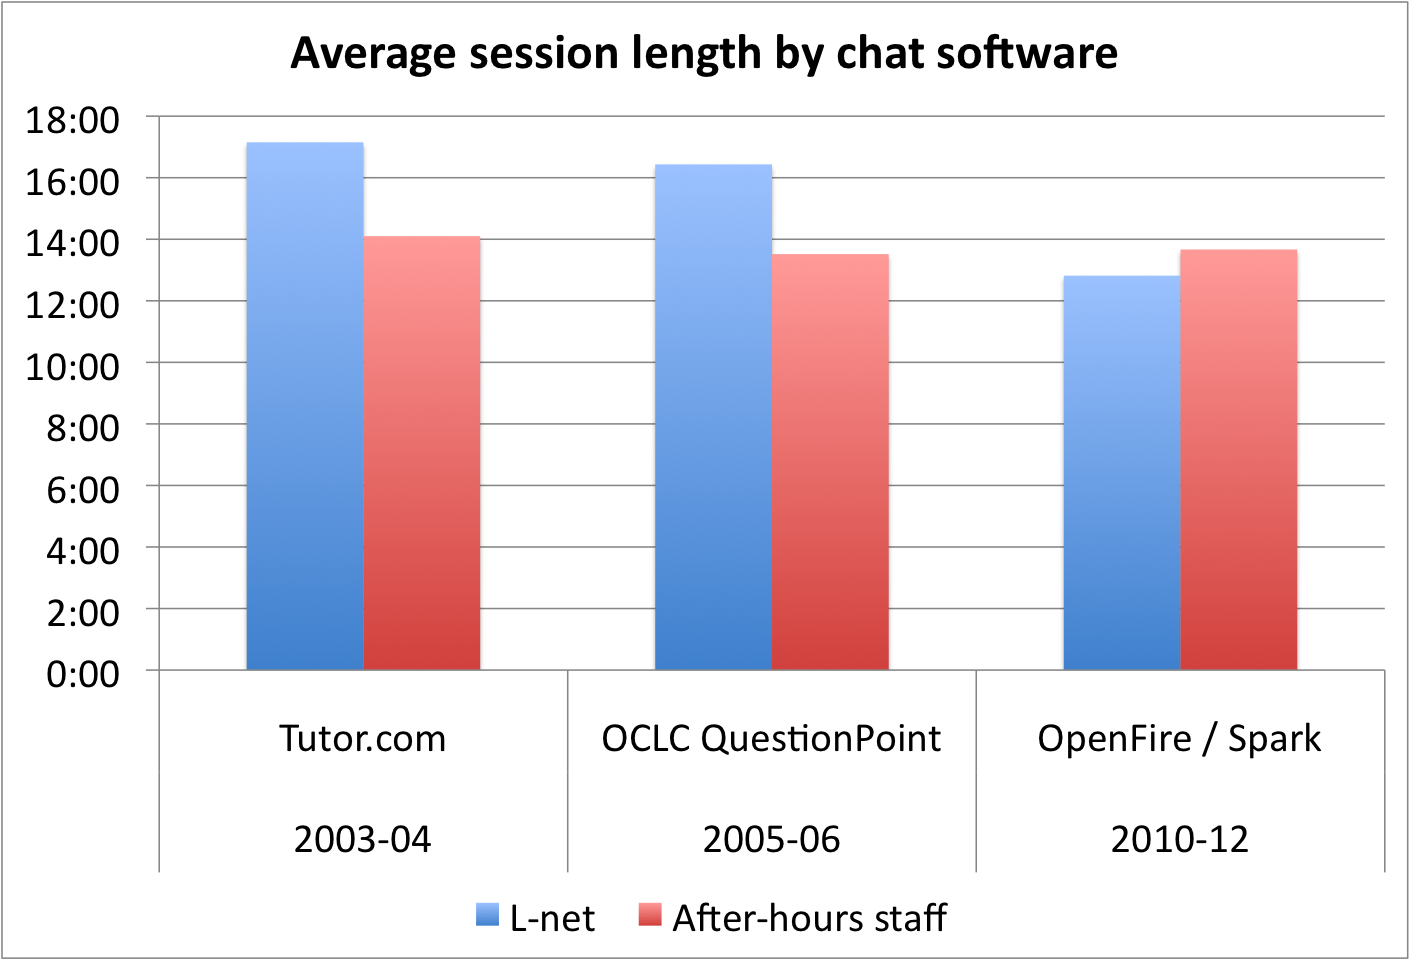 Average session length by chat software
18:00
16:00
14:00
12:00
10:00
8:00
6:00
4:00
2:00
0:00
Tutor.com OCLC QuestionPoint OpenFire / Spark
2003-04 2005-06 2010-12
L-net After-hours staff